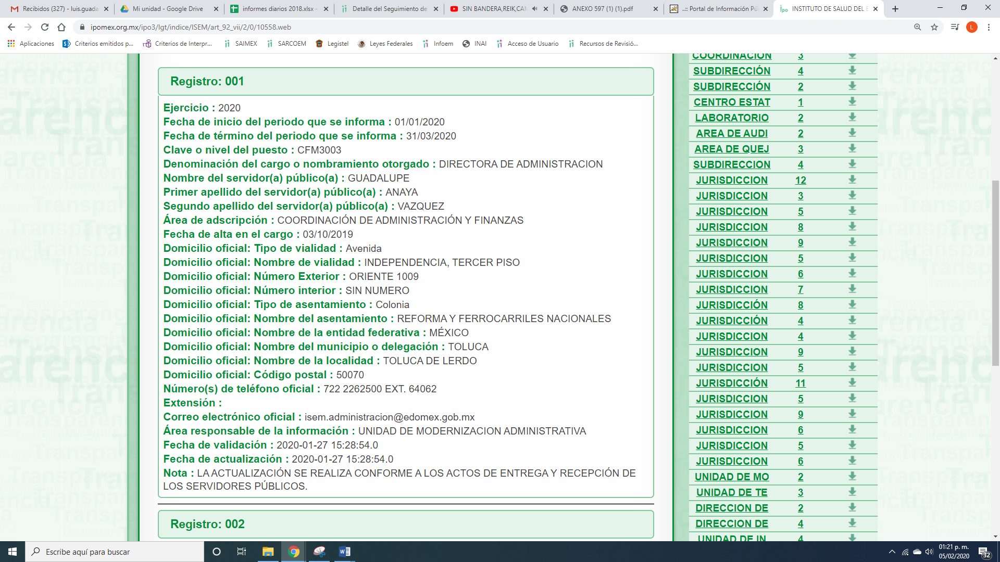 Recibidos (327) - luis.guada
Mi unidad - Google Drive
informes diarios 2018.xlsx -
Detalle del Seguimiento de
SIN BANDERA,REIK,CAM
ANEXO 597 (1) (1).pdf
..:: Portal de Información Púb
INSTITUTO DE SALUD DEL E
ipomex.org.mx/ipo3/lgt/indice/ISEM/art_92_vii/2/0/10558.web
L
Aplicaciones
Criterios emitidos p...
Criterios de Interpr...
SAIMEX
SARCOEM
Legistel
Leyes Federales
Infoem
INAI
Acceso de Usuario
Recursos de Revisió...
Registro: 001
Ejercicio : 2020
Fecha de inicio del periodo que se informa : 01/01/2020
Fecha de término del periodo que se informa : 31/03/2020
Clave o nivel del puesto : CFM3003
Denominación del cargo o nombramiento otorgado : DIRECTORA DE ADMINISTRACION
Nombre del servidor(a) público(a) : GUADALUPE
Primer apellido del servidor(a) público(a) : ANAYA
Segundo apellido del servidor(a) público(a) : VAZQUEZ
Área de adscripción : COORDINACIÓN DE ADMINISTRACIÓN Y FINANZAS
Fecha de alta en el cargo : 03/10/2019
Domicilio oficial: Tipo de vialidad : Avenida
Domicilio oficial: Nombre de vialidad : INDEPENDENCIA, TERCER PISO
Domicilio oficial: Número Exterior : ORIENTE 1009
Domicilio oficial: Número interior : SIN NUMERO
Domicilio oficial: Tipo de asentamiento : Colonia
Domicilio oficial: Nombre del asentamiento : REFORMA Y FERROCARRILES NACIONALES
Domicilio oficial: Nombre de la entidad federativa : MÉXICO
Domicilio oficial: Nombre del municipio o delegación : TOLUCA
Domicilio oficial: Nombre de la localidad : TOLUCA DE LERDO
Domicilio oficial: Código postal : 50070
Número(s) de teléfono oficial : 722 2262500 EXT. 64062
Extensión :
Correo electrónico oficial : isem.administracion@edomex.gob.mx
Área responsable de la información : UNIDAD DE MODERNIZACION ADMINISTRATIVA
Fecha de validación : 2020-01-27 15:28:54.0
Fecha de actualización : 2020-01-27 15:28:54.0
Nota : LA ACTUALIZACIÓN SE REALIZA CONFORME A LOS ACTOS DE ENTREGA Y RECEPCIÓN DE
LOS SERVIDORES PÚBLICOS.
Registro: 002
COORDINACIÓN 3
SUBDIRECCIÓN 4
SUBDIRECCIÓN 2
CENTRO ESTAT 1
LABORATORIO 2
AREA DE AUDI 2
AREA DE QUEJ 3
SUBDIRECCION 4
JURISDICCION 12
JURISDICCION 3
JURISDICCION 5
JURISDICCION 8
JURISDICCION 9
JURISDICCION 5
JURISDICCION 6
JURISDICCION 7
JURISDICCIÓN 8
JURISDICCIÓN 4
JURISDICCION 4
JURISDICCION 9
JURISDICCION 5
JURISDICCIÓN 11
JURISDICCION 5
JURISDICCION 9
JURISDICCION 6
JURISDICCION 5
JURISDICCION 6
UNIDAD DE MO 2
UNIDAD DE TE 3
DIRECCION DE 2
DIRECCION DE 4
UNIDAD DE IN 4
Escribe aquí para buscar
01:21 p. m.
05/02/2020
32